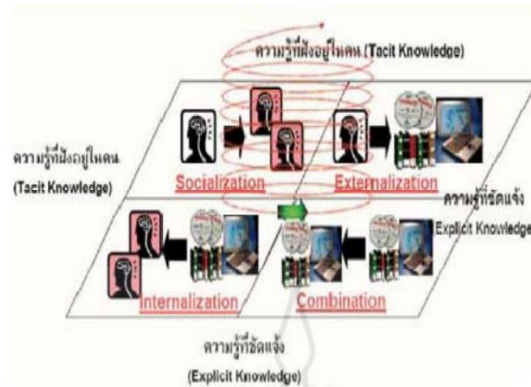 ความรู้ที่ฝังอยู่ในคน (Tacit Knowledge)
ความรู้ที่ฝังอยู่ในคน
(Tacit Knowledge)
Socialization
Externalization
ความรู้ที่ชัดแจ้ง
Explicit Knowledge)
Internalization
Combination
ความรู้ที่ชัดแจ้ง
(Explicit Knowledge)